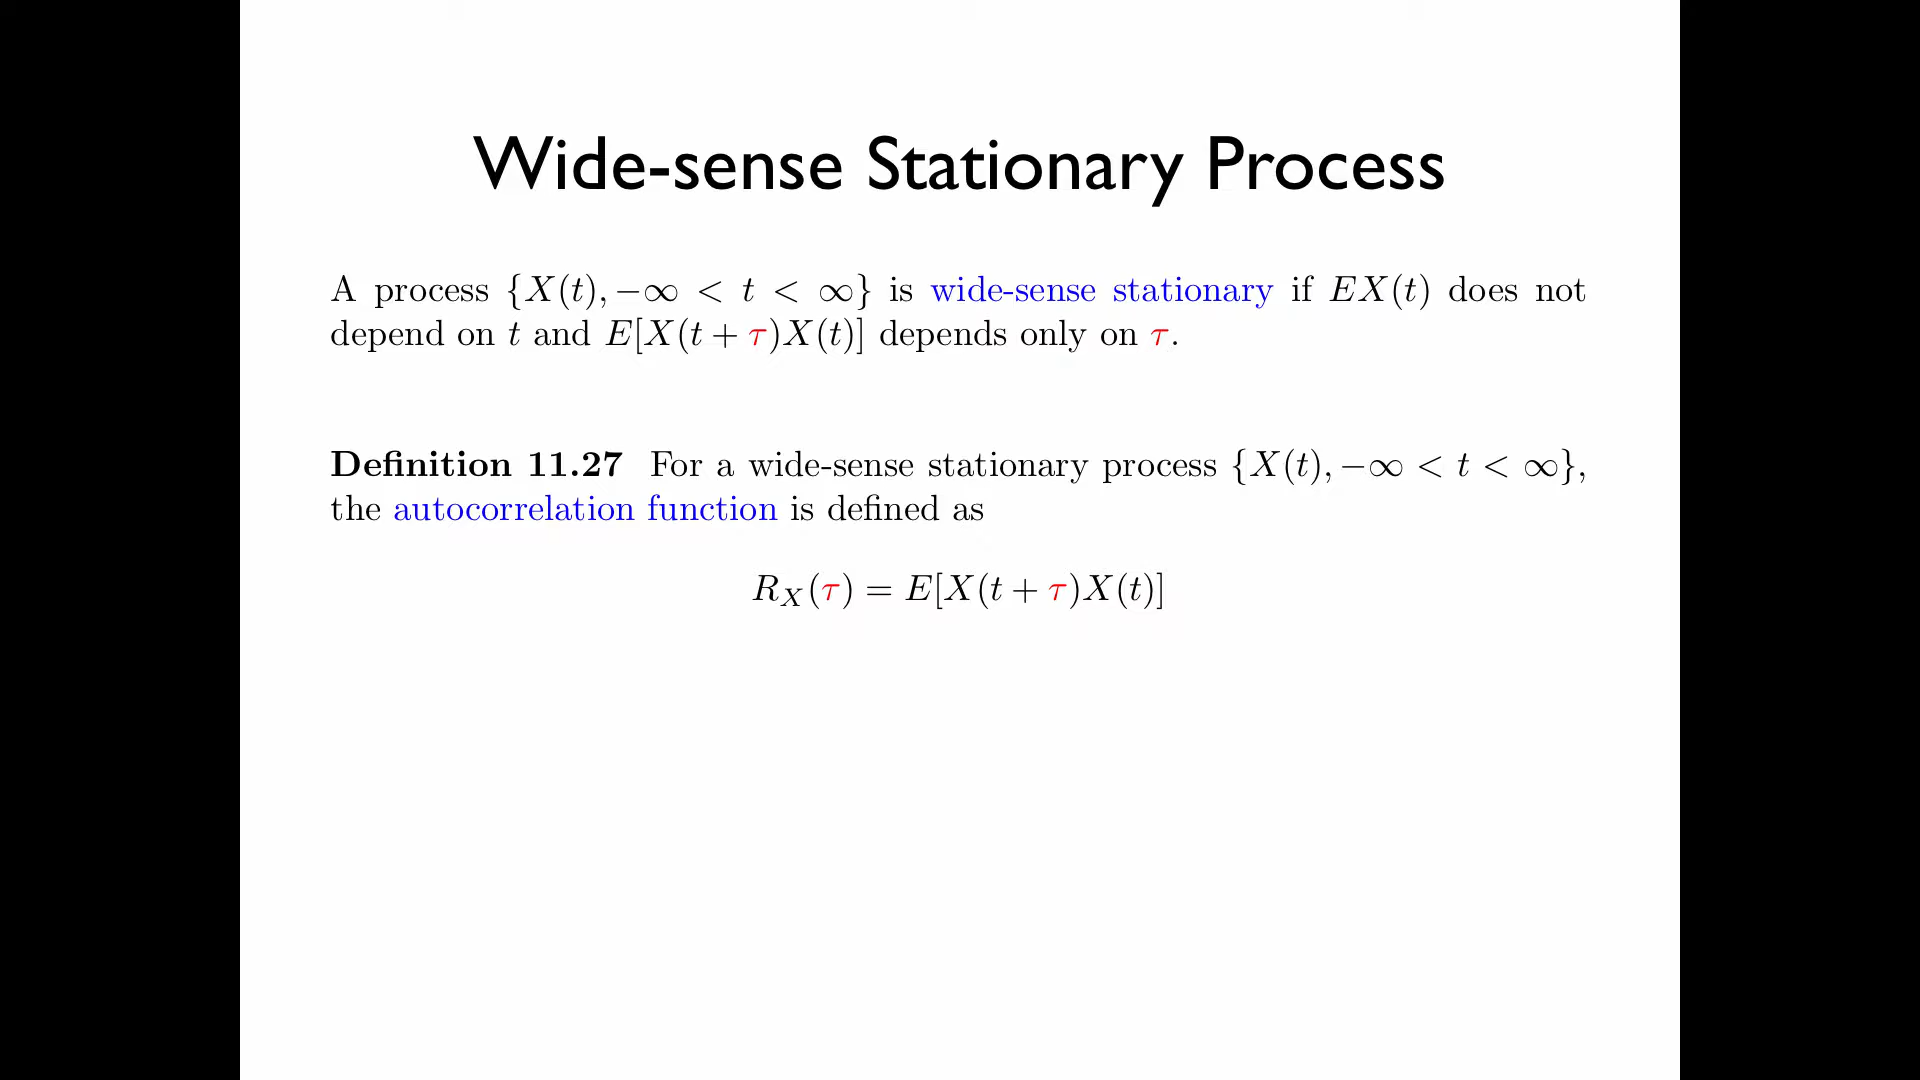 Wide-sense Stationary Process
A process {X(t), −∞ < t < ∞} is wide-sense stationary if EX(t) does not
depend on t and E[X(t + τ)X(t)] depends only on τ.
Definition 11.27 For a wide-sense stationary process {X(t), −∞ < t < ∞},
the autocorrelation function is defined as
R_X(τ) = E[X(t + τ)X(t)]